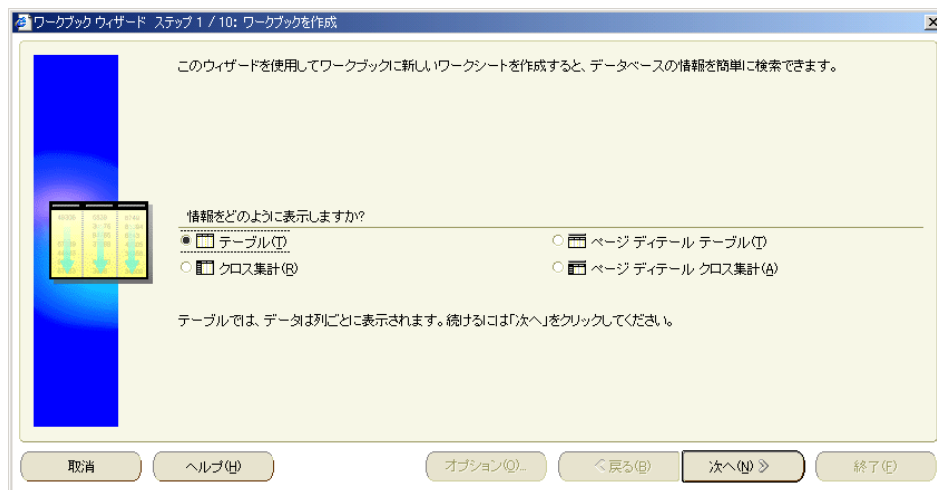 ワークブック ウィザード ステップ 1 / 10: ワークブックを作成
このウィザードを使用してワークブックに新しいワークシートを作成すると、データベースの情報を簡単に検索できます。
情報をどのように表示しますか?
テーブル(T)
ページ ディテール テーブル(T)
クロス集計(R)
ページ ディテール クロス集計(A)
テーブルでは、データは列ごとに表示されます。続けるには「次へ」をクリックしてください。
取消
ヘルプ(H)
オプション(O)...
戻る(B)
次へ(N)
終了(F)